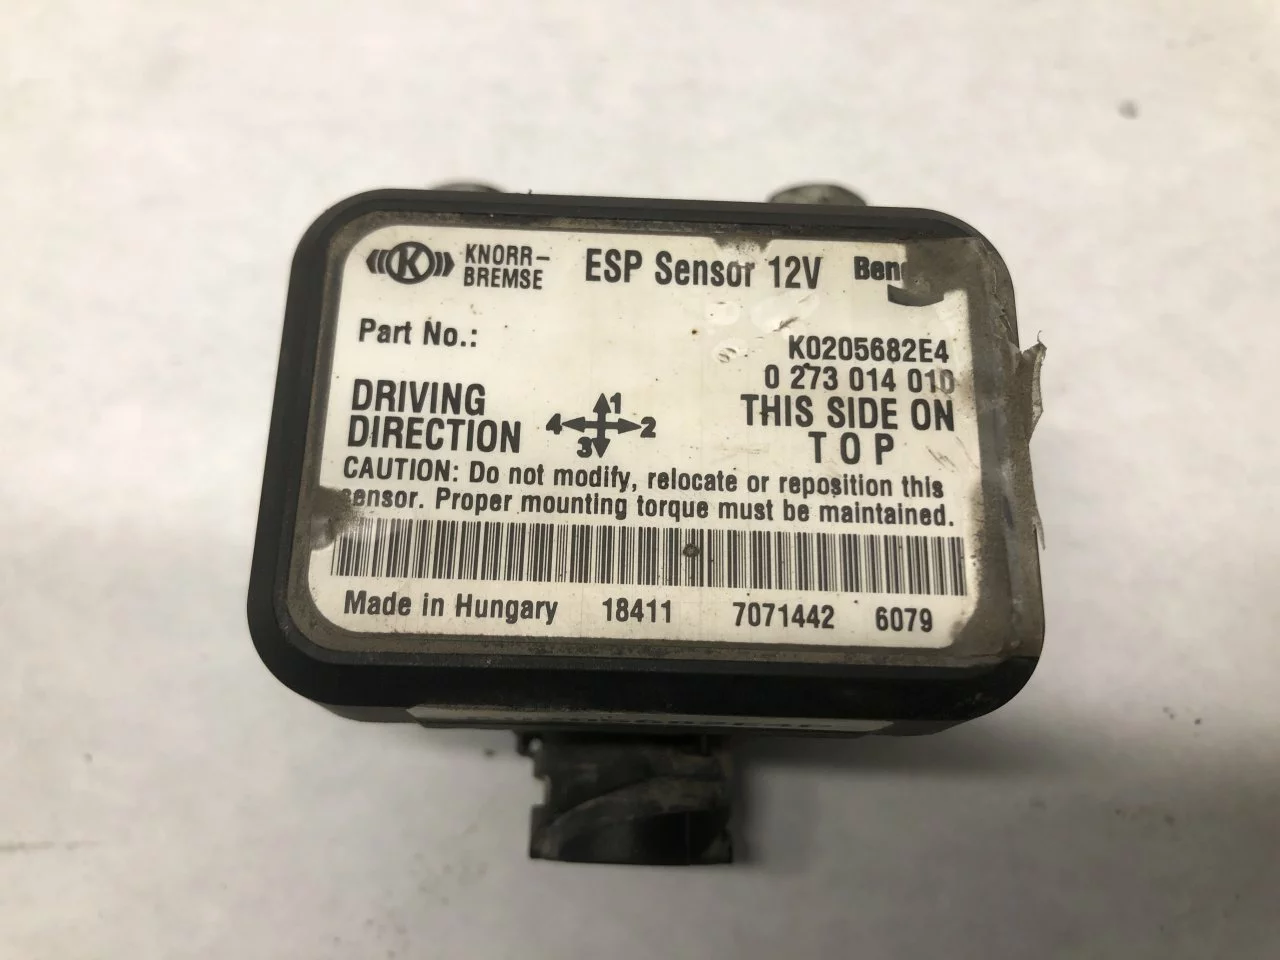 K KNORR-
BREMSE
ESP Sensor 12V
Part No.:
K0205682E4
0 273 014 010
DRIVING
DIRECTION
1
4 2
3
THIS SIDE ON
TOP
CAUTION: Do not modify, relocate or reposition this
sensor. Proper mounting torque must be maintained.
Made in Hungary 18411 7071442 6079